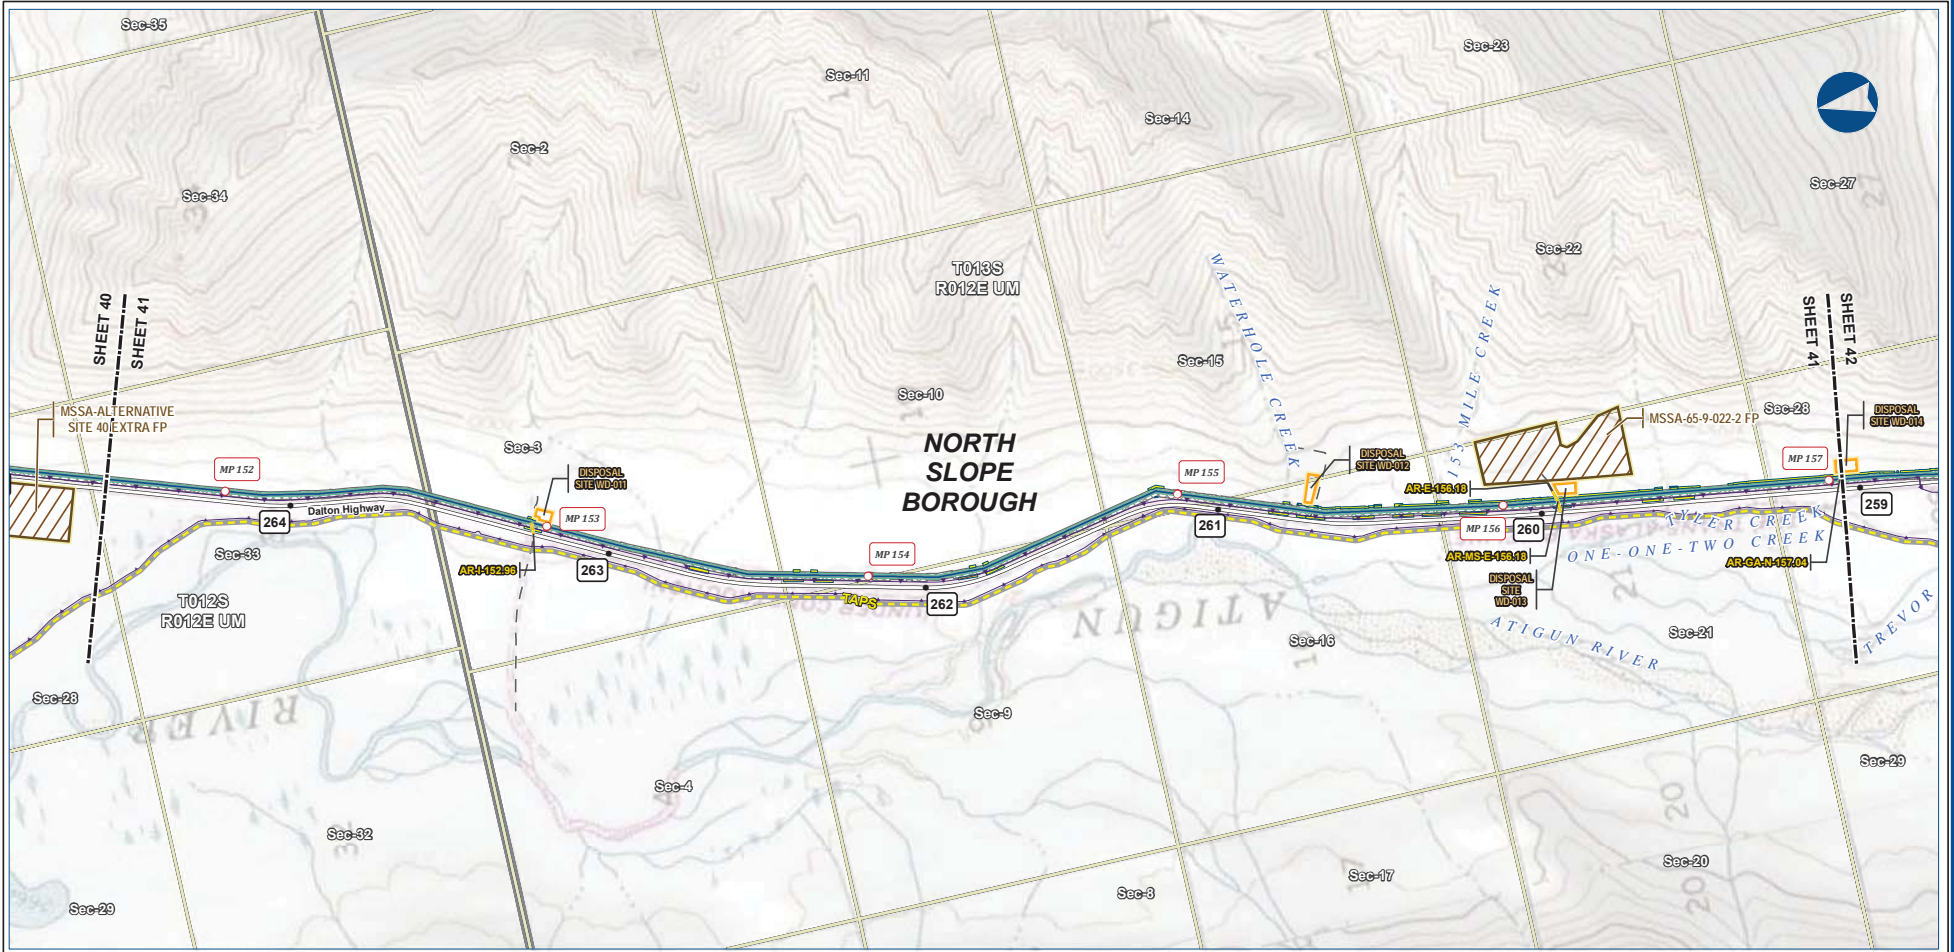 Sec-35
Sec-11
Sec-23
Sec-14
Sec-2
Sec-34
Sec-27
27
Sec-22
T013S
R012E UM
WATERHOLE CREEK
153 MILE CREEK
SHEET 40
SHEET 41
SHEET 41
SHEET 42
Sec-15
Sec-10
Sec-28
MSSA-ALTERNATIVE
SITE 40 EXTRA FP
MSSA-65-9-022-2 FP
DISPOSAL
SITE WD-014
Sec-3
NORTH
SLOPE
BOROUGH
MP 152
DISPOSAL
SITE WD-011
DISPOSAL
SITE WD-012
MP 155
MP 157
AR-E-156.18
264
Dalton Highway
MP 153
261
MP 156
260
259
TYLER CREEK
ONE-ONE-TWO CREEK
Sec-33
MP 154
AR-I-152.96
263
AR-MS-E-156.18
AR-GA-N-157.04
DISPOSAL
SITE
WD-013
T012S
R012E UM
TAPS
262
ATIGUN
21
Sec-16
ATIGUN RIVER
Sec-21
TREVOR
Sec-28
RIVER
Sec-9
Sec-4
Sec-29
Sec-32
32
20
Sec-8
Sec-17
17
Sec-20
20
Sec-29